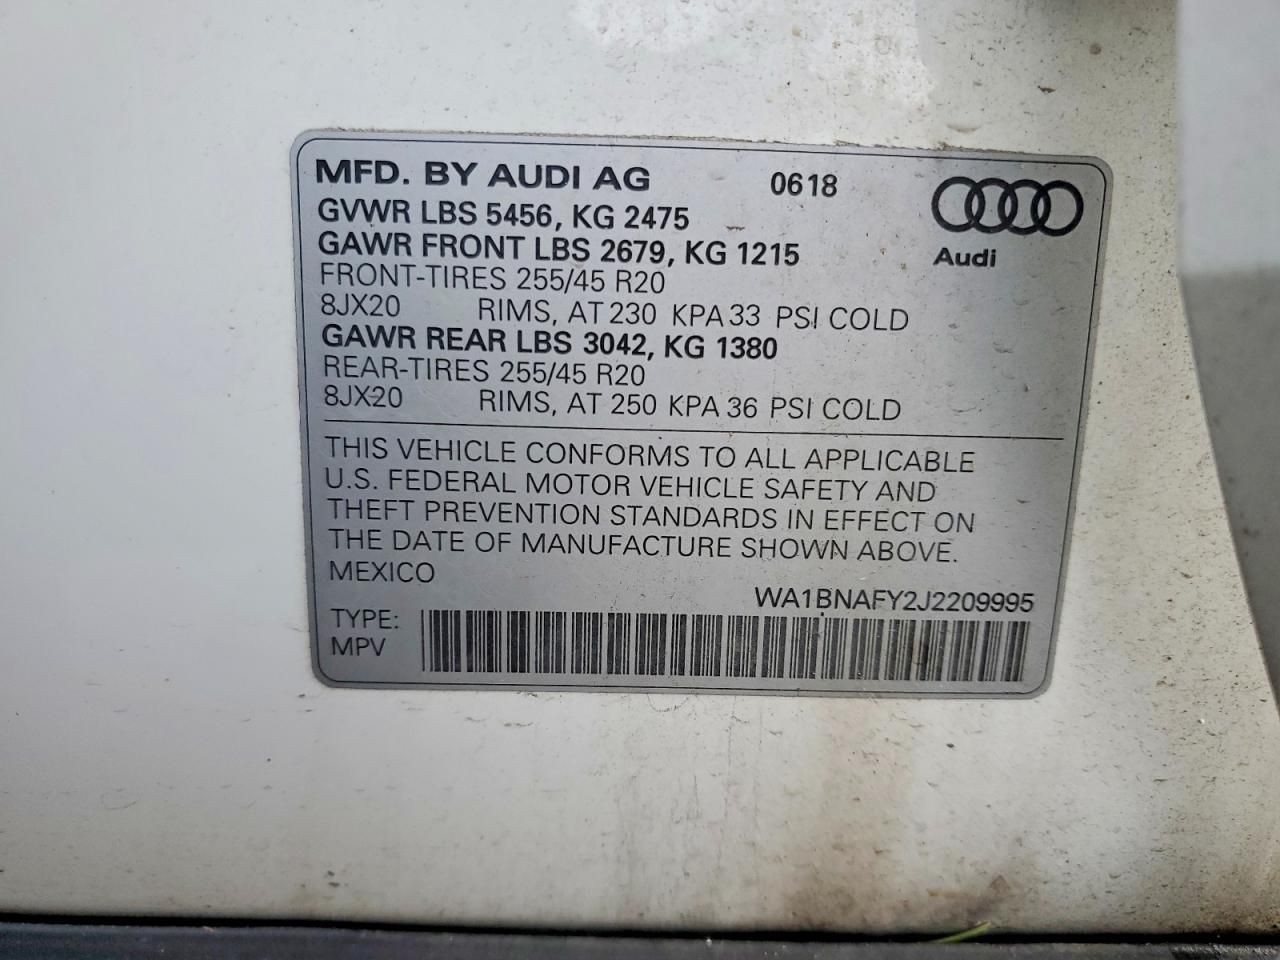 MFD. BY AUDI AG 0618
GVWR LBS 5456, KG 2475
GAWR FRONT LBS 2679, KG 1215
Audi
FRONT-TIRES 255/45 R20
8JX20 RIMS, AT 230 KPA 33 PSI COLD
GAWR REAR LBS 3042, KG 1380
REAR-TIRES 255/45 R20
8JX20 RIMS, AT 250 KPA 36 PSI COLD
THIS VEHICLE CONFORMS TO ALL APPLICABLE
U.S. FEDERAL MOTOR VEHICLE SAFETY AND
THEFT PREVENTION STANDARDS IN EFFECT ON
THE DATE OF MANUFACTURE SHOWN ABOVE.
MEXICO
WA1BNAFY2J2209995
TYPE:
MPV